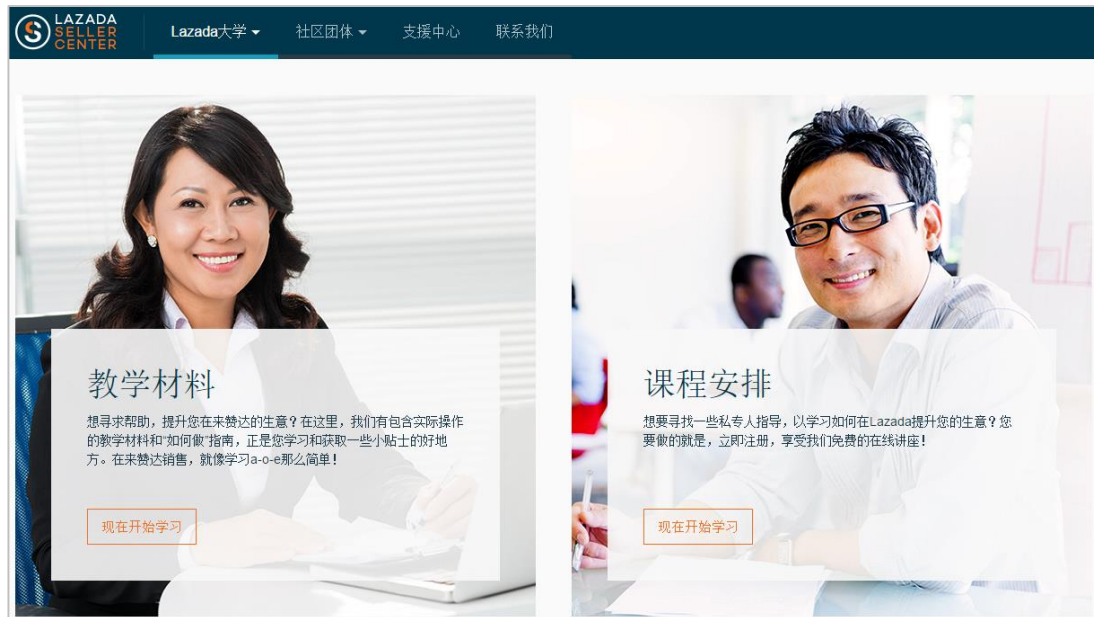 LAZADA
SELLER
CENTER
Lazada大学
社区团体
支援中心
联系我们
教学材料
想寻求帮助，提升您在来赞达的生意？在这里，我们有包含实际操作
的教学材料和“如何做”指南，正是您学习和获取一些小贴士的好地
方。在来赞达销售，就像学习a-o-e那么简单！
现在开始学习
课程安排
想要寻找一些私专人指导，以学习如何在Lazada提升您的生意？您
要做的就是，立即注册，享受我们免费的在线讲座！
现在开始学习